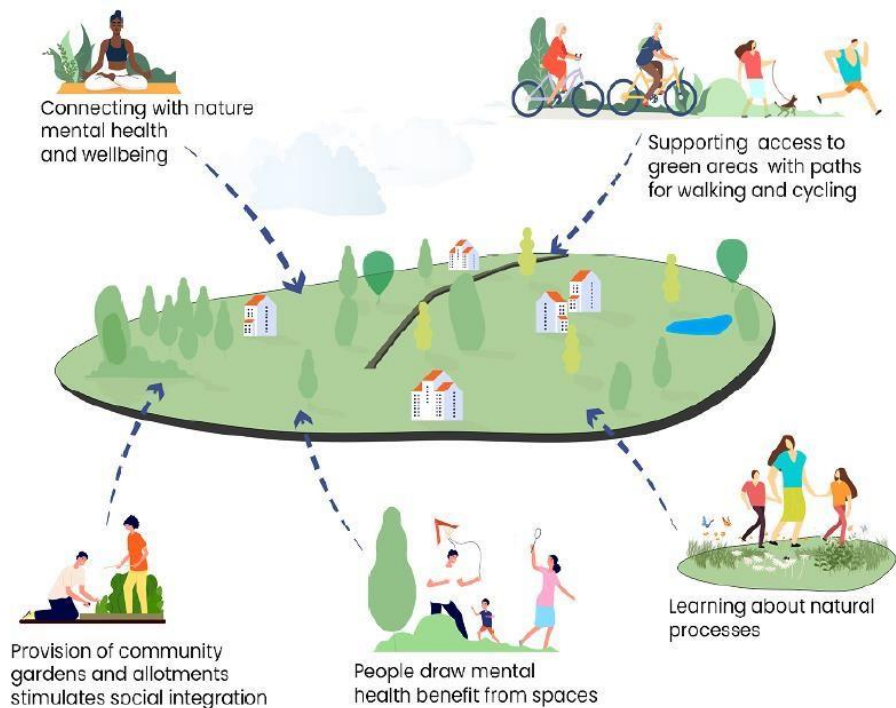 Connecting with nature
mental health
and wellbeing
Supporting access to
green areas with paths
for walking and cycling
Provision of community
gardens and allotments
stimulates social integration
People draw mental
health benefit from spaces
Learning about natural
processes